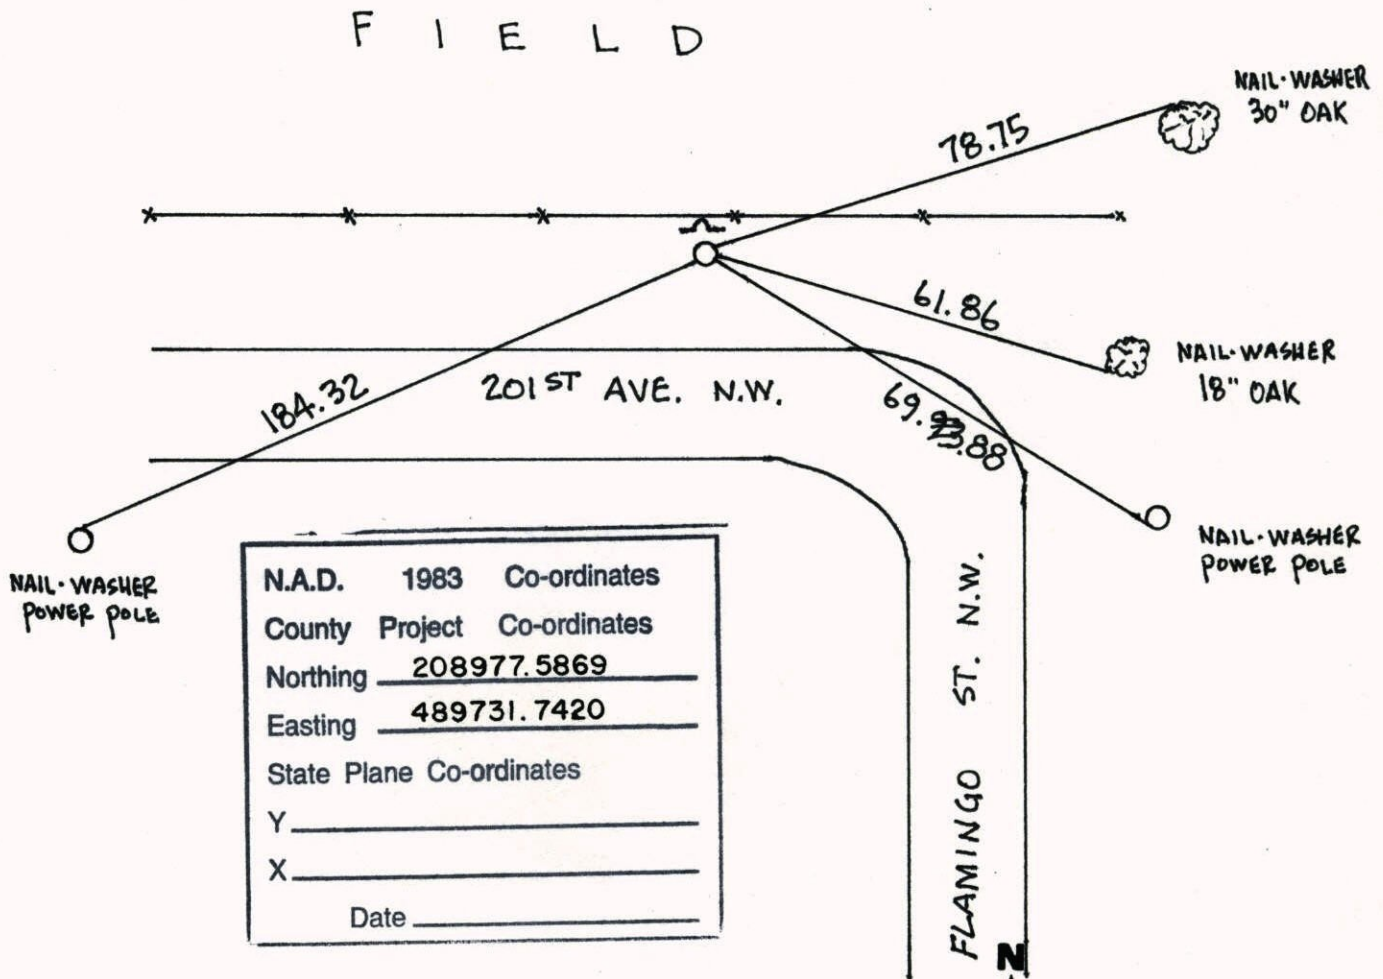 F I E L D
NAIL·WASHER
30" OAK
78.75
61.86
NAIL·WASHER
18" OAK
184.32
201ST AVE. N.W.
69.88
NAIL·WASHER
POWER POLE
NAIL·WASHER
POWER POLE
N.A.D. 1983 Co-ordinates
County Project Co-ordinates
Northing 208977.5869
Easting 489731.7420
State Plane Co-ordinates
Y
X
Date
FLAMINGO ST. N.W.
N